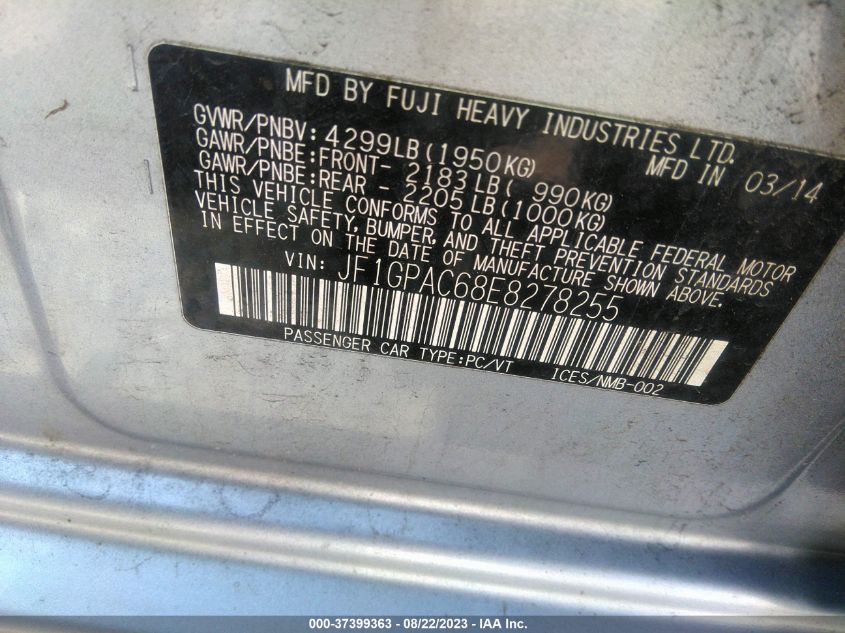 MFD BY FUJI HEAVY INDUSTRIES LTD.
GVWR/PNBV: 4299LB(1950KG) MFD IN 03/14
GAWR/PNBE:FRONT- 2183LB( 990KG)
GAWR/PNBE:REAR - 2205LB(1000KG)
THIS VEHICLE CONFORMS TO ALL APPLICABLE FEDERAL MOTOR
VEHICLE SAFETY, BUMPER, AND THEFT PREVENTION STANDARDS
IN EFFECT ON THE DATE OF MANUFACTURE SHOWN ABOVE.
VIN: JF1GPAC68E8278255
PASSENGER CAR TYPE:PC/VT ICES/NMB-002
000-37399363 - 08/22/2023 - IAA Inc.